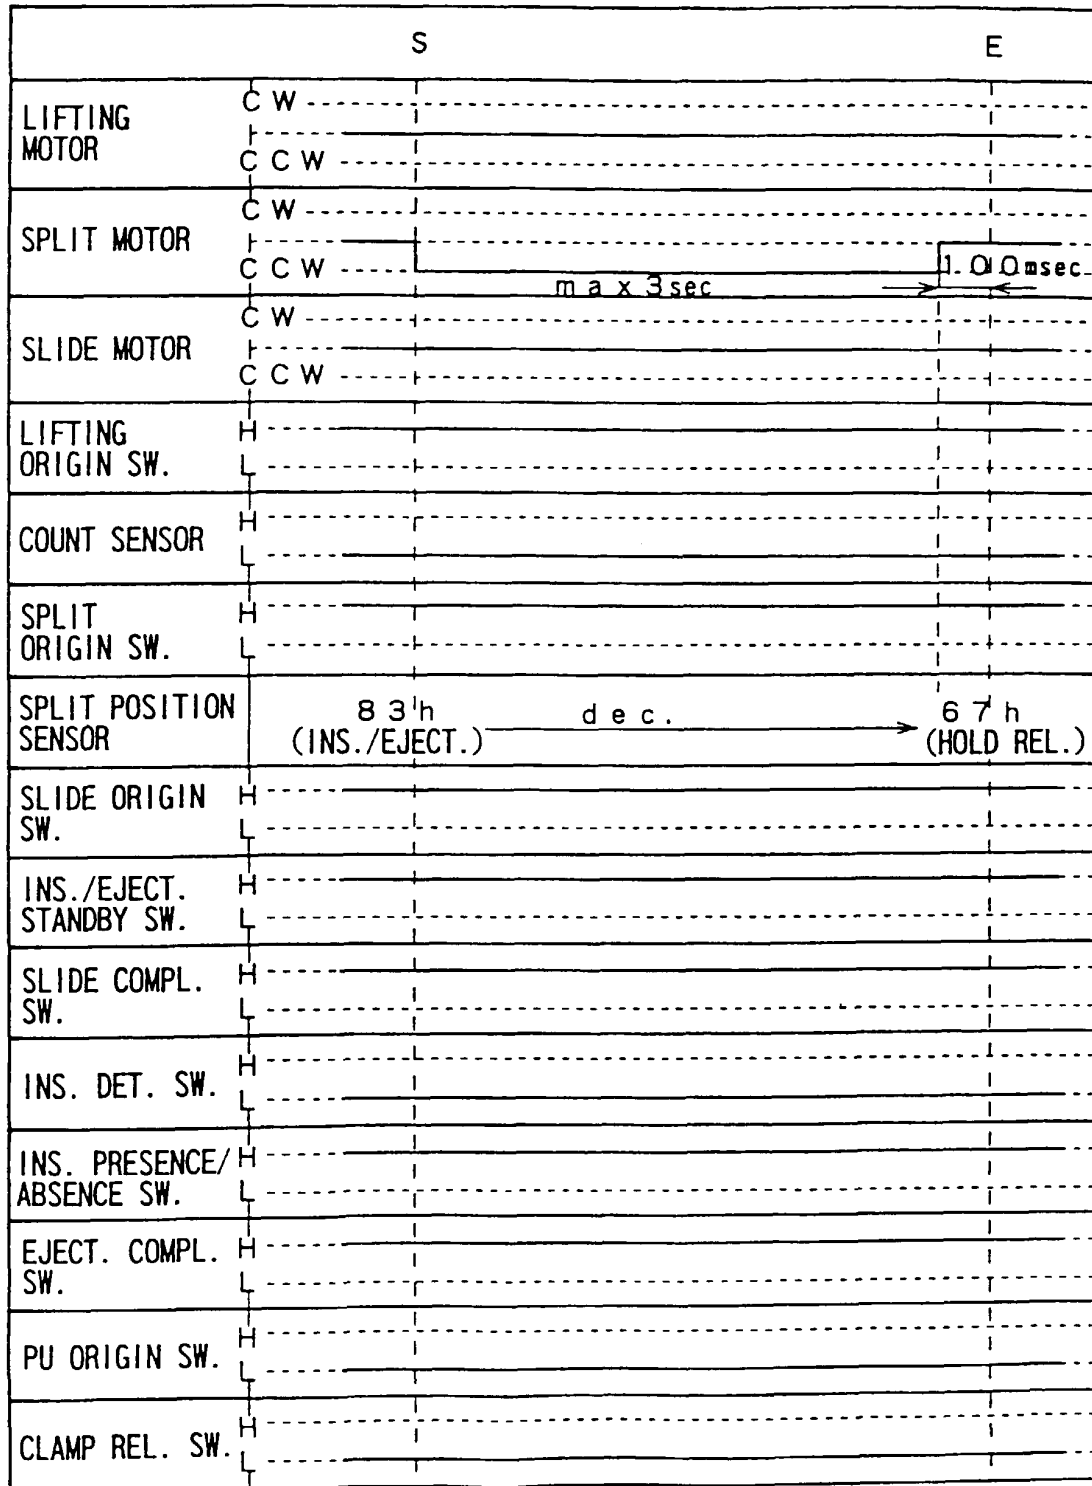 S E
LIFTING
MOTOR
CW
CCW
SPLIT MOTOR
CW
CCW
max 3sec
100msec
SLIDE MOTOR
CW
CCW
LIFTING
ORIGIN SW.
H
L
COUNT SENSOR
H
L
SPLIT
ORIGIN SW.
H
L
SPLIT POSITION
SENSOR
83h
(INS./EJECT.)
dec.
67h
(HOLD REL.)
SLIDE ORIGIN
SW.
H
L
INS./EJECT.
STANDBY SW.
H
L
SLIDE COMPL.
SW.
H
L
INS. DET. SW.
H
L
INS. PRESENCE/
ABSENCE SW.
H
L
EJECT. COMPL.
SW.
H
L
PU ORIGIN SW.
H
L
CLAMP REL. SW.
H
L